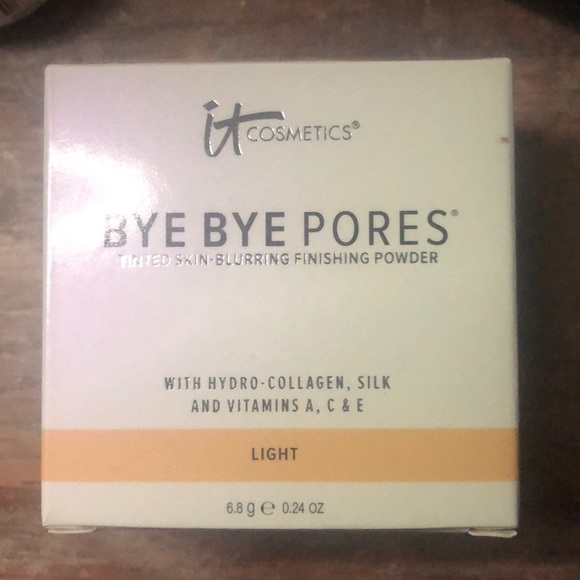 it COSMETICS®
BYE BYE PORES®
TINTED SKIN-BLURRING FINISHING POWDER
WITH HYDRO-COLLAGEN, SILK
AND VITAMINS A, C & E
LIGHT
6.8 g ℮ 0.24 OZ